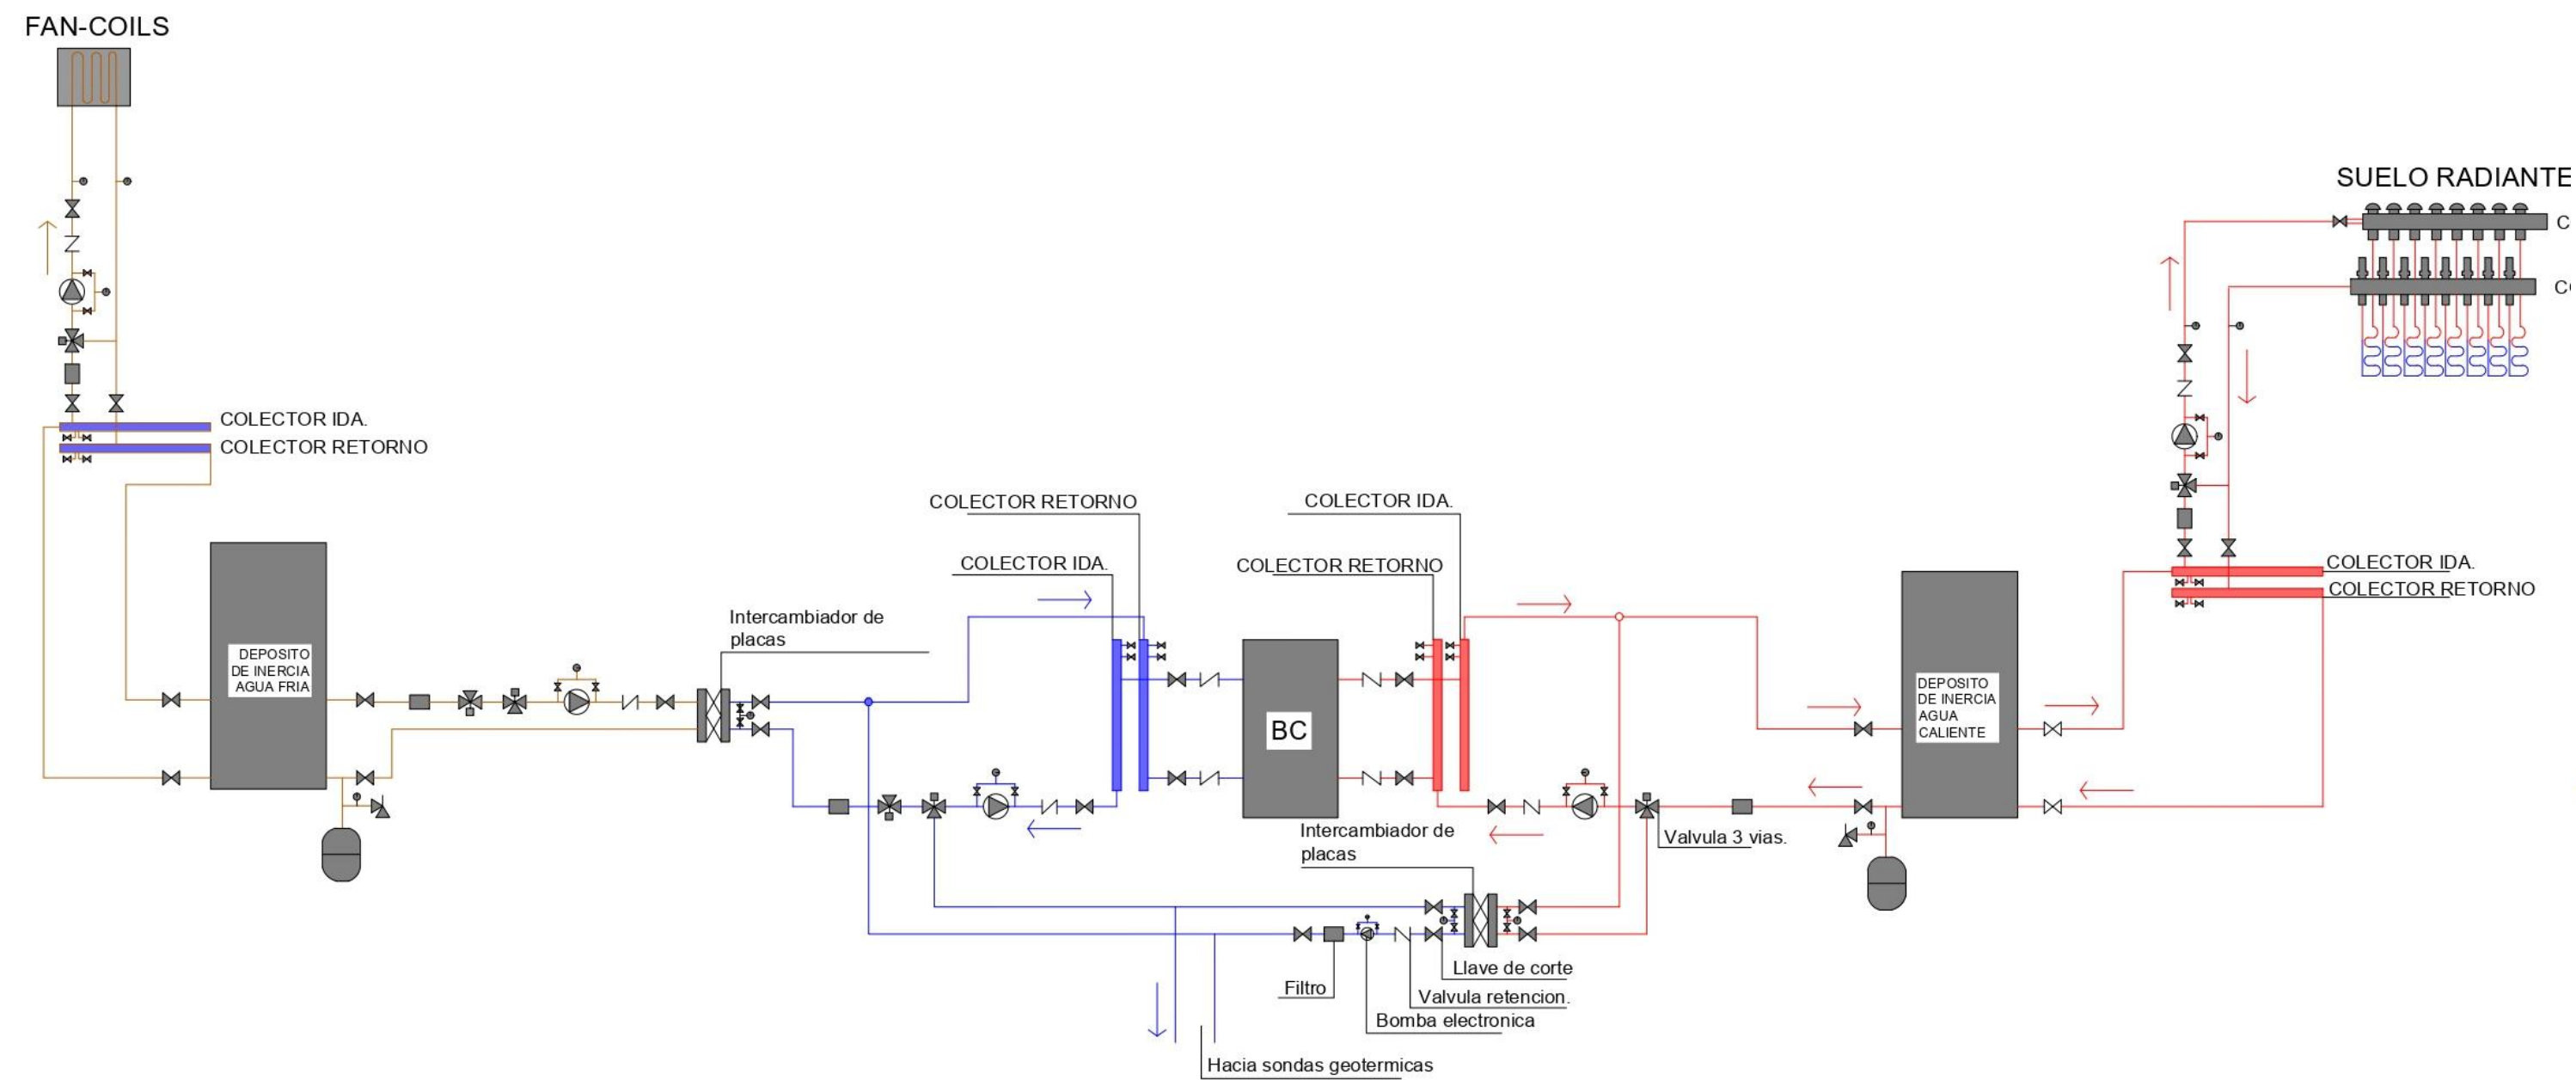 FAN-COILS
SUELO RADIANTE
C
C
COLECTOR IDA.
COLECTOR RETORNO
COLECTOR RETORNO
COLECTOR IDA.
COLECTOR IDA.
COLECTOR RETORNO
COLECTOR IDA.
COLECTOR RETORNO
Intercambiador de
placas
DEPOSITO
DE INERCIA
AGUA FRIA
BC
DEPOSITO
DE INERCIA
AGUA
CALIENTE
Intercambiador de
placas
Valvula 3 vias.
Llave de corte
Filtro
Valvula retencion.
Bomba electronica
Hacia sondas geotermicas